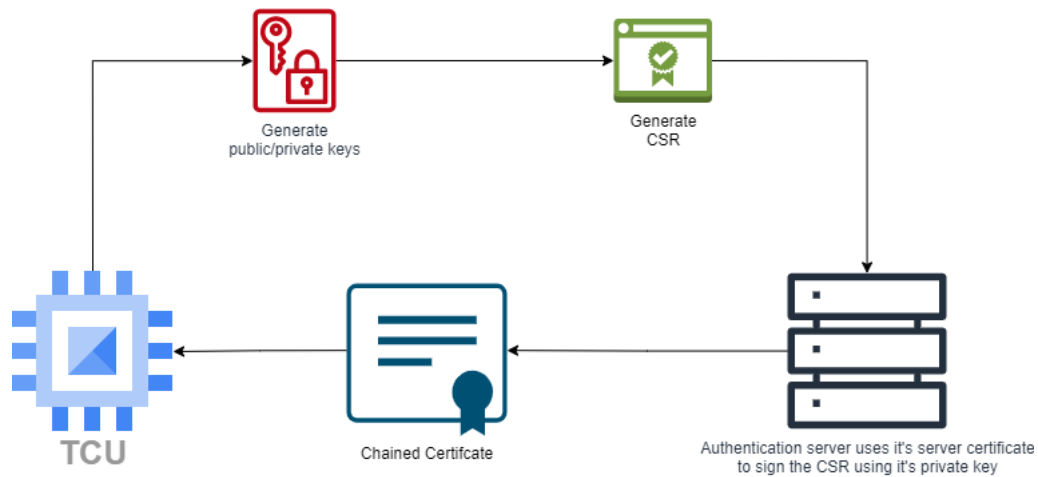 Generate
public/private keys
Generate
CSR
TCU
Chained Certifcate
Authentication server uses it's server certificate
to sign the CSR using it's private key